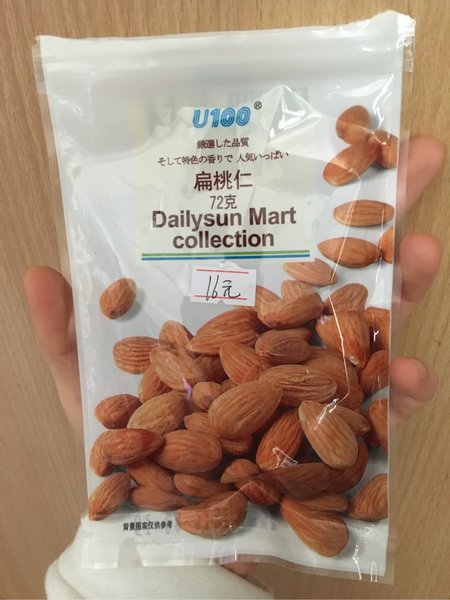 U100®
厳選した品質
そして特色の香りで 人気いっぱい
扁桃仁
72克
Dailysun Mart
collection
16元
背景图案仅供参考